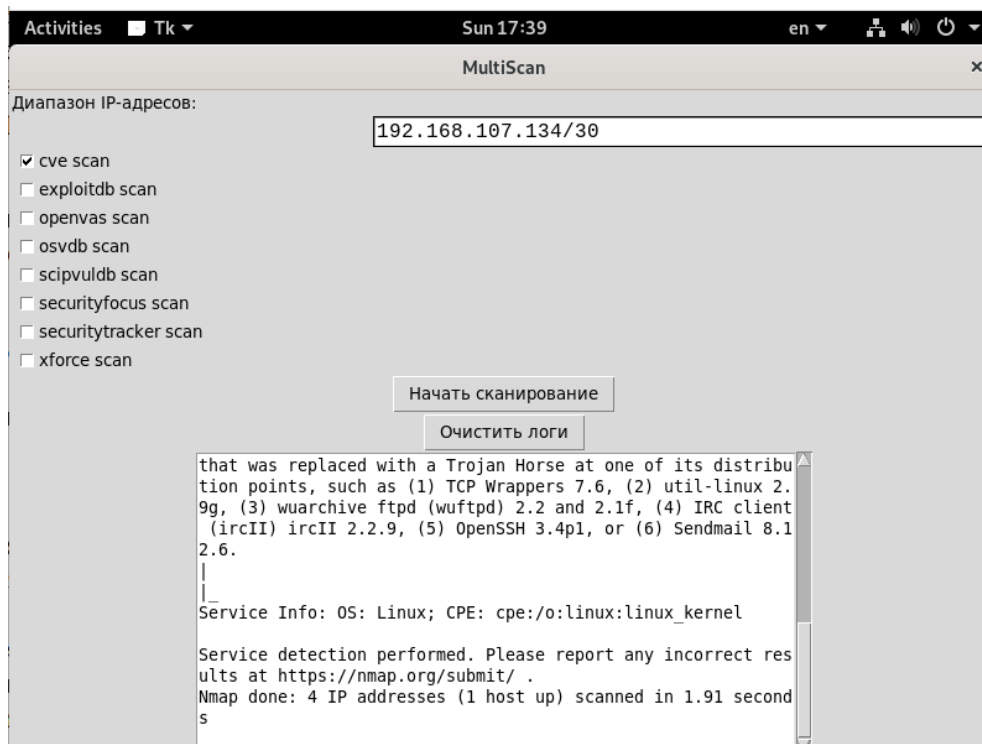 Activities Tk Sun 17:39 en
MultiScan ×
Диапазон IP-адресов:
192.168.107.134/30
cve scan
exploitdb scan
openvas scan
osvdb scan
scipvuldb scan
securityfocus scan
securitytracker scan
xforce scan
Начать сканирование
Очистить логи
that was replaced with a Trojan Horse at one of its distribu
tion points, such as (1) TCP Wrappers 7.6, (2) util-linux 2.
9g, (3) wuarchive ftpd (wuftpd) 2.2 and 2.1f, (4) IRC client
(ircII) ircII 2.2.9, (5) OpenSSH 3.4p1, or (6) Sendmail 8.1
2.6.
|
|_
Service Info: OS: Linux; CPE: cpe:/o:linux:linux_kernel
Service detection performed. Please report any incorrect res
ults at https://nmap.org/submit/ .
Nmap done: 4 IP addresses (1 host up) scanned in 1.91 second
s